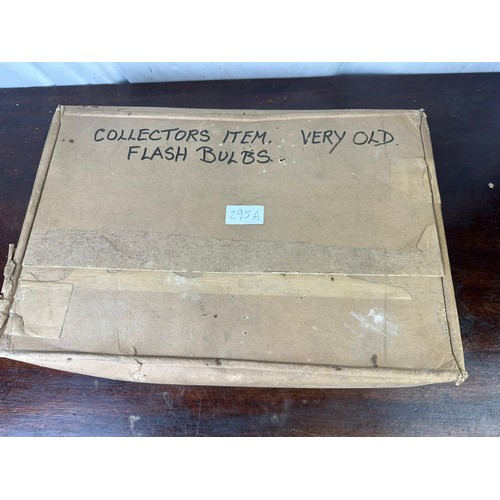 COLLECTORS ITEM. VERY OLD.
FLASH BULBS.
295A